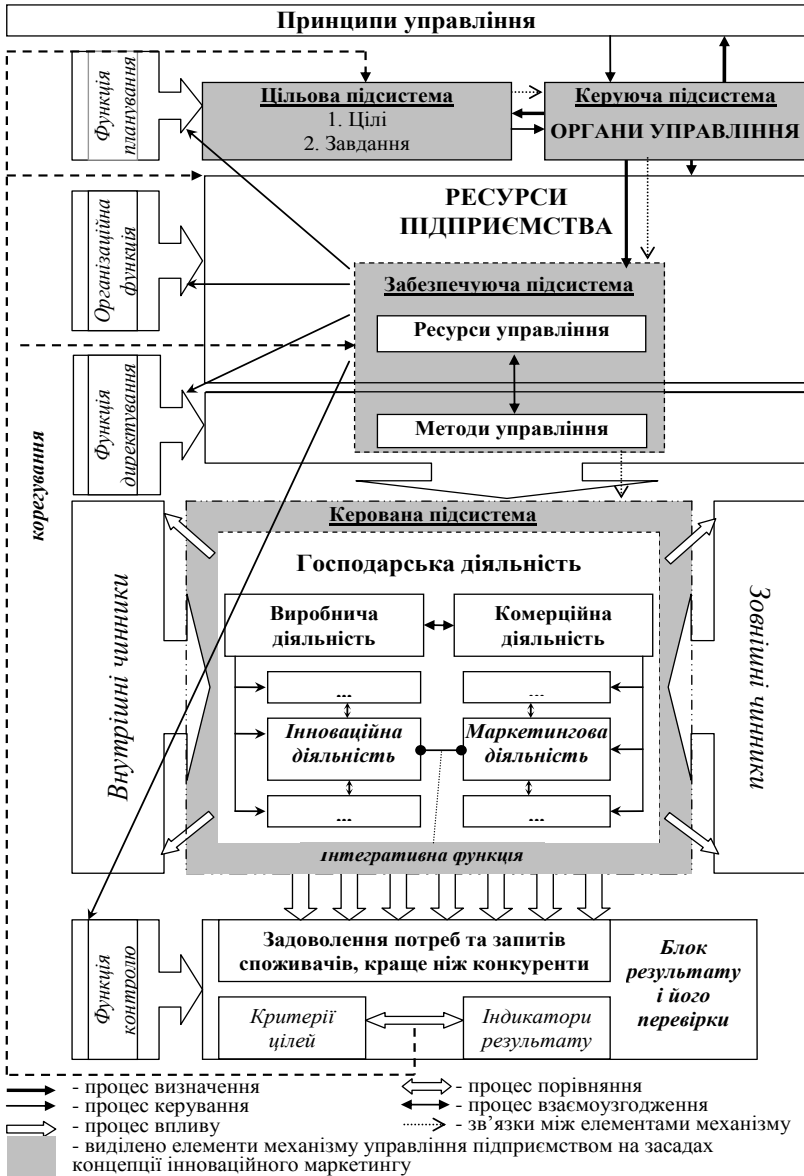 Принципи управління
Функція
планування
Цільова підсистема
1. Цілі
2. Завдання
Керуюча підсистема
ОРГАНИ УПРАВЛІННЯ
Організаційна
функція
РЕСУРСИ
ПІДПРИЄМСТВА
Забезпечуюча підсистема
Ресурси управління
Методи управління
Функція
директування
корегування
Керована підсистема
Внутрішні чинники
Господарська діяльність
Виробнича
діяльність
Комерційна
діяльність
...
...
Інноваційна
діяльність
Маркетингова
діяльність
...
...
Інтегративна функція
Зовнішні чинники
Функція
контролю
Задоволення потреб та запитів
споживачів, краще ніж конкуренти
Критерії
цілей
Індикатори
результату
Блок
результату
і його
перевірки
- процес визначення
- процес керування
- процес впливу
- процес порівняння
- процес взаємоузгодження
- зв’язки між елементами механізму
- виділено елементи механізму управління підприємством на засадах
концепції інноваційного маркетингу